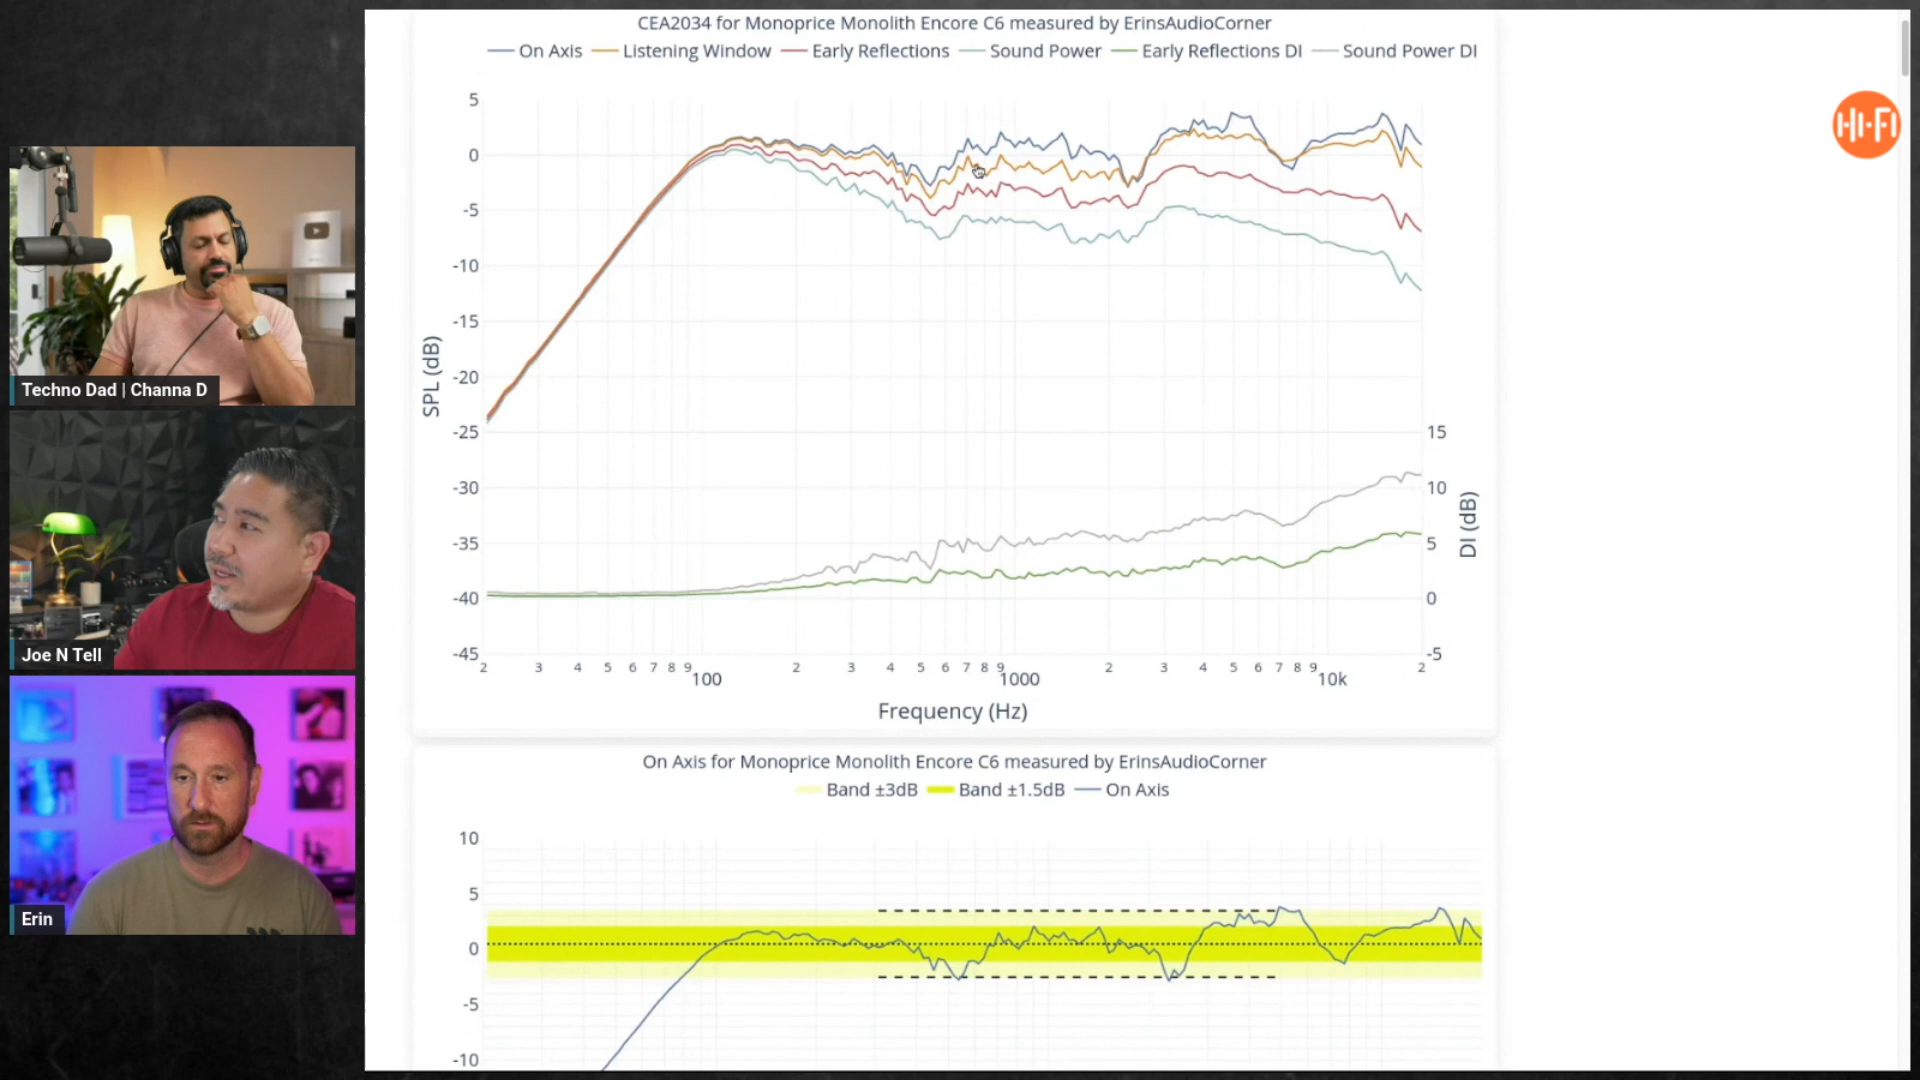 CEA2034 for Monoprice Monolith Encore C6 measured by ErinsAudioCorner
On Axis Listening Window Early Reflections Sound Power Early Reflections DI Sound Power DI
5
0
-5
-10
-15
-20
-25
-30
-35
-40
-45
SPL (dB)
15
10
5
0
-5
DI (dB)
2 3 4 5 6 7 8 9 100 2 3 4 5 6 7 8 9 1000 2 3 4 5 6 7 8 9 10k 2
Frequency (Hz)
On Axis for Monoprice Monolith Encore C6 measured by ErinsAudioCorner
Band ±3dB Band ±1.5dB On Axis
10
5
0
-5
-10
HI-FI
Techno Dad | Channa D
Joe N Tell
Erin